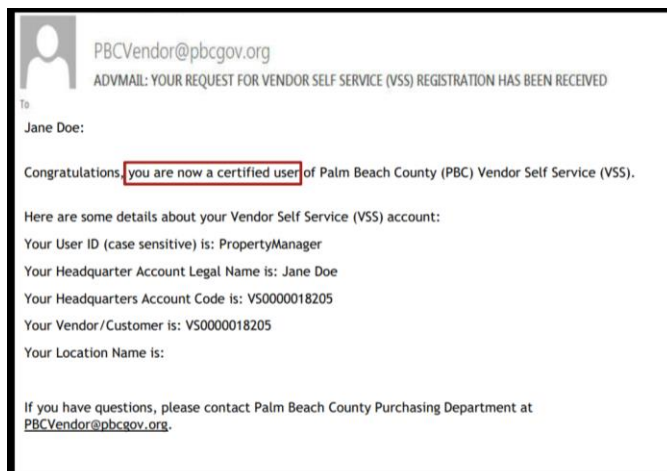 PBCVendor@pbcgov.org
ADVMAIL: YOUR REQUEST FOR VENDOR SELF SERVICE (VSS) REGISTRATION HAS BEEN RECEIVED
To
Jane Doe:
Congratulations, you are now a certified user of Palm Beach County (PBC) Vendor Self Service (VSS).
Here are some details about your Vendor Self Service (VSS) account:
Your User ID (case sensitive) is: PropertyManager
Your Headquarter Account Legal Name is: Jane Doe
Your Headquarters Account Code is: VS0000018205
Your Vendor/Customer is: VS0000018205
Your Location Name is:
If you have questions, please contact Palm Beach County Purchasing Department at
PBCVendor@pbcgov.org.